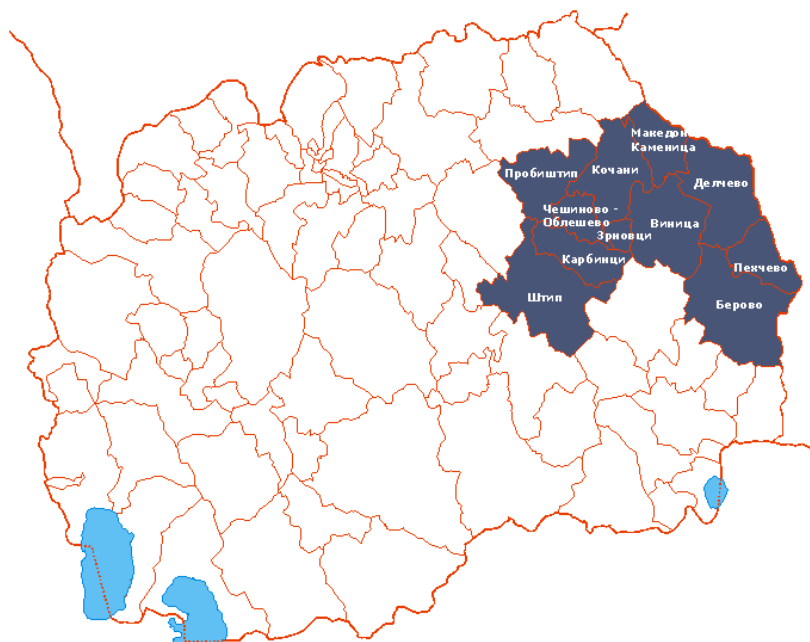 Македон
Каменица
Пробиштип
Кочани
Делчево
Чешиново -
Облешево
Виница
Зрновци
Карбинци
Пехчево
Штип
Берово